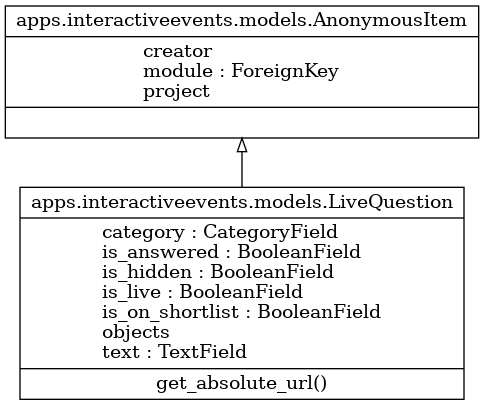 apps.interactiveevents.models.AnonymousItem
creator
module : ForeignKey
project
apps.interactiveevents.models.LiveQuestion
category : CategoryField
is_answered : BooleanField
is_hidden : BooleanField
is_live : BooleanField
is_on_shortlist : BooleanField
objects
text : TextField
get_absolute_url()